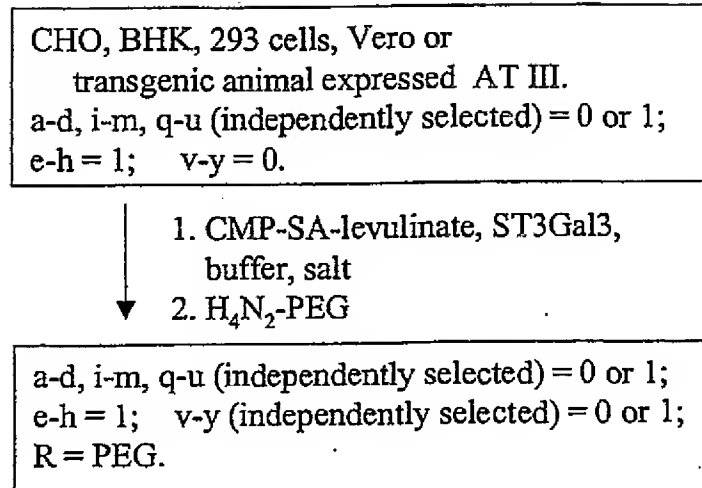 CHO, BHK, 293 cells, Vero or
transgenic animal expressed AT III.
a-d, i-m, q-u (independently selected) = 0 or 1;
e-h = 1; v-y = 0.
1. CMP-SA-levulinate, ST3Gal3,
buffer, salt
2. H₄N₂-PEG
a-d, i-m, q-u (independently selected) = 0 or 1;
e-h = 1; v-y (independently selected) = 0 or 1;
R = PEG.